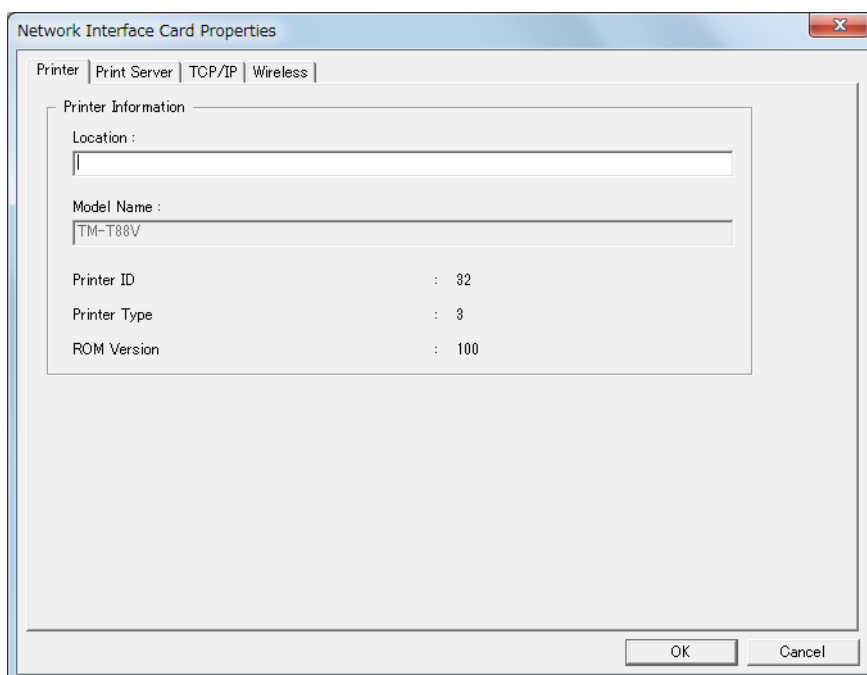 Network Interface Card Properties
Printer Print Server TCP/IP Wireless
Printer Information
Location :
Model Name :
TM-T88V
Printer ID : 32
Printer Type : 3
ROM Version : 100
OK Cancel